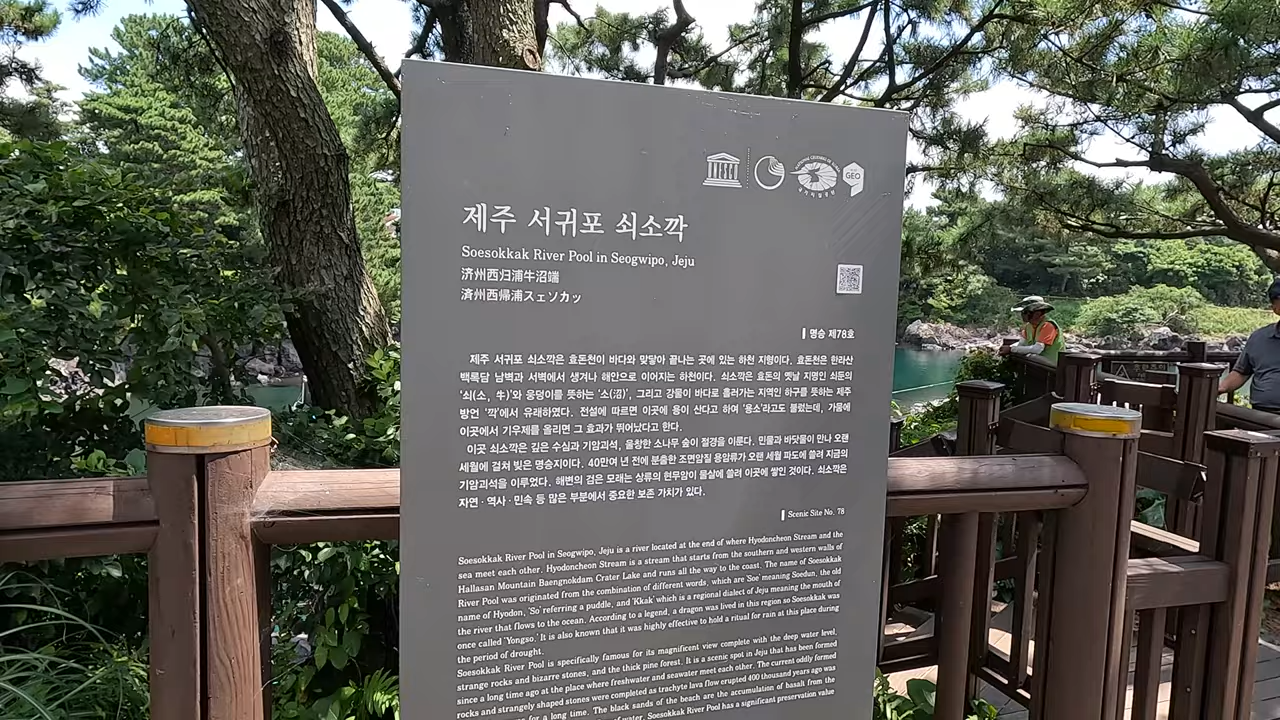 GEO
제주 서귀포 쇠소깍
Soesokkak River Pool in Seogwipo, Jeju
济州西归浦牛沼端
済州西帰浦スェソカッ
명승 제78호
제주 서귀포 쇠소깍은 효돈천이 바다와 맞닿아 끝나는 곳에 있는 하천 지형이다. 효돈천은 한라산
백록담 남벽과 서벽에서 생겨나 해안으로 이어지는 하천이다. 쇠소깍은 효돈의 옛날 지명인 쇠둔의
'쇠(소, 牛)'와 웅덩이를 뜻하는 '소(沼)', 그리고 강물이 바다로 흘러가는 지역인 하구를 뜻하는 제주
방언 '깍'에서 유래하였다. 전설에 따르면 이곳에 용이 산다고 하여 '용소'라고도 불렀는데, 가뭄에
이곳에서 기우제를 올리면 그 효과가 뛰어났다고 한다.
이곳 쇠소깍은 깊은 수심과 기암괴석, 울창한 소나무 숲이 절경을 이룬다. 민물과 바닷물이 만나 오랜
세월에 걸쳐 빚은 명승지이다. 40만여 년 전에 분출한 조면암질 용암류가 오랜 세월 파도에 쓸려 지금의
기암괴석을 이루었다. 해변의 검은 모래는 상류의 현무암이 물살에 쓸려 이곳에 쌓인 것이다. 쇠소깍은
자연 · 역사 · 민속 등 많은 부분에서 중요한 보존 가치가 있다.
Scenic Site No. 78
Soesokkak River Pool in Seogwipo, Jeju is a river located at the end of where Hyodoncheon Stream and the
sea meet each other. Hyodoncheon Stream is a stream that starts from the southern and western walls of
Hallasan Mountain Baengnokdam Crater Lake and runs all the way to the coast. The name of Soesokkak
River Pool was originated from the combination of different words, which are 'Soe' meaning Soedun, the old
name of Hyodon, 'So' referring a puddle, and 'Kkak' which is a regional dialect of Jeju meaning the mouth of
the river that flows to the ocean. According to a legend, a dragon was lived in this region so Soesokkak was
once called 'Yongso.' It is also known that it was highly effective to hold a ritual for rain at this place during
the period of drought.
Soesokkak River Pool is specifically famous for its magnificent view complete with the deep water level,
strange rocks and bizarre stones, and the thick pine forest. It is a scenic spot in Jeju that has been formed
since a long time ago at the place where freshwater and seawater meet each other. The current oddly formed
rocks and strangely shaped stones were completed as trachyte lava flow erupted 400 thousand years ago was
for a long time. The black sands of the beach are the accumulation of basalt from the
of water. Soesokkak River Pool has a significant preservation value